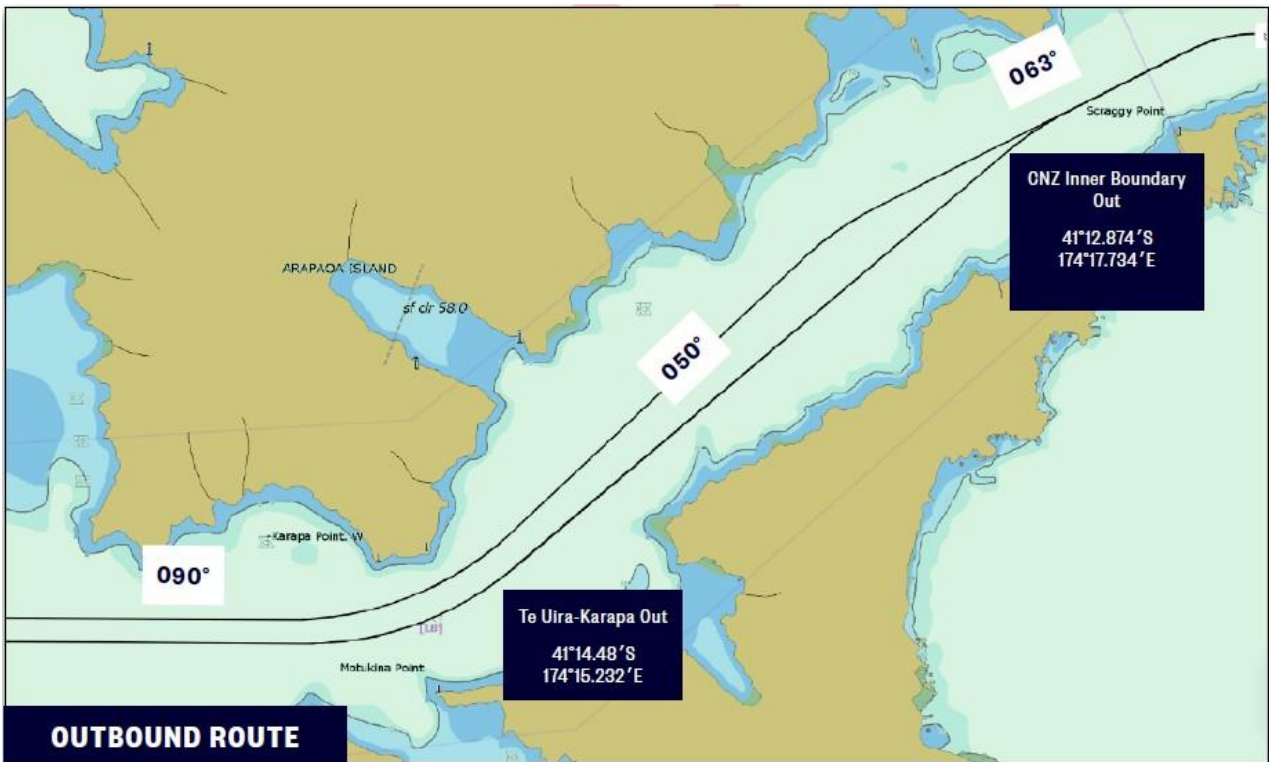 063°
Scraggy Point
CNZ Inner Boundary
Out
41°12.874'S
174°17.734'E
ARAPAOA ISLAND
sf clr 58.0
050°
Karapa Point. W
090°
Te Uira-Karapa Out
41°14.48'S
174°15.232'E
Motukina Point
OUTBOUND ROUTE